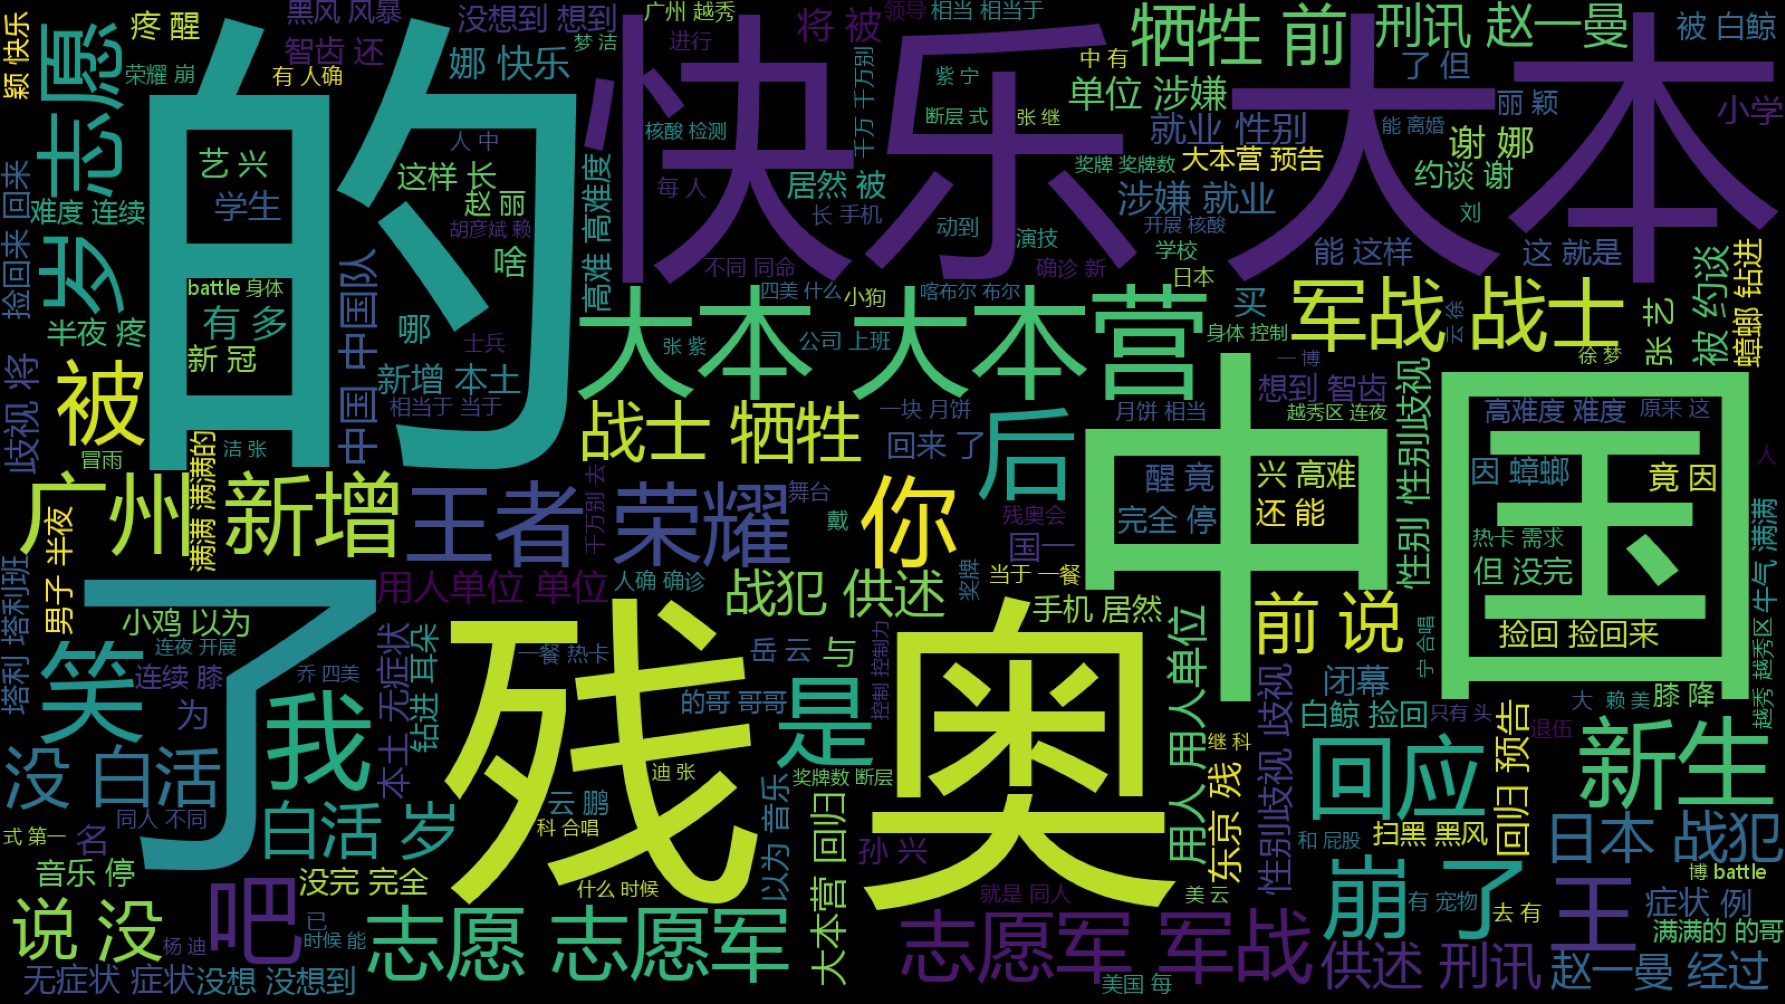 颖 快乐
志愿
疼 醒
荣耀 崩
黑风 风暴
智齿 还
有 人确
没想到 想到
娜 快乐
梦 洁
广州 越秀
进行
将 被
领导
相当 相当于
牺牲 前
刑讯 赵一曼
被 白鲸
的
快乐
大本
核酸 检测
千万 千万别
紫 宁
断层 式
张 继
中 有
单位 涉嫌
就业 性别
了 但
能 离婚
丽 颖
小学
艺 兴
学生
人 中
这样 长
赵 丽
胡彦斌 赖
啥
高难 高难度
每 人
居然 被
长 手机
动到
演技
奖牌 奖牌数
大本营 预告
涉嫌 就业
开展 核酸
谢 娜
约谈 谢
刘
捡回来 回来
难度 连续
岁
半夜 疼
battle 身体
有 多
新 冠
中国 中国队
哪
士兵
新增 本土
相当于 当于
不同 同命
四美 什么
小狗
喀布尔 布尔
确诊 新
学校
日本
能 这样
这 就是
买
身体 控制
军战 战士
云 徐
徐 梦
张 艺
被 约谈
蟑螂 钻进
大本 大本营
张 紫
公司 上班
一 博
想到 智齿
歧视 将
被
冒雨
洁 张
满满 满满的
战士 牺牲
一块 月饼
回来 了
后
月饼 相当
越秀区 连夜
性别 性别歧视
中国
高难度 难度
原来 这
因 蟑螂
竟 因
人
广州 新增
王者 荣耀
千万别 去
舞台
戴
你
残奥会
国一
醒 竟
完全 停
兴 高难
还 能
热卡 需求
但 没完
捡回 捡回来
越秀区 牛气 满满
男子 半夜
塔利 塔利班
了
用人单位 单位
人确 确诊
战犯 供述
奖牌
当于 一餐
手机 居然
前 说
宁 合唱
小鸡 以为
连夜 开展
笑
连续 膝
乔 四美
为
我
本土 无症状
钻进 耳朵
残奥
一餐 热卡
岳 云
与
控制 控制力
的哥 哥哥
是
用人 用人单位
性别歧视 歧视
闭幕
白鲸 捡回
只有 头
大
赖 美
膝 降
越秀 越秀区
没 白活
同人 不同
白活 岁
迪 张
云 鹏
科 合唱
奖牌数 断层
以为 音乐
大本营 回归
孙 兴
继 科
东京 残
回应
回归 预告
退伍
新生
和 屁股
扫黑 黑风
日本 战犯
式 第一
名
音乐 停
没完 完全
什么 时候
就是 同人
美 云
崩 了
有 宠物
去 有
王
博 battle
症状 例
满满的 的哥
说 没
杨 迪
吧
已
时候 能
志愿 志愿军
志愿军 军战
供述 刑讯
赵一曼 经过
无症状 症状
没想 没想到
美国 每